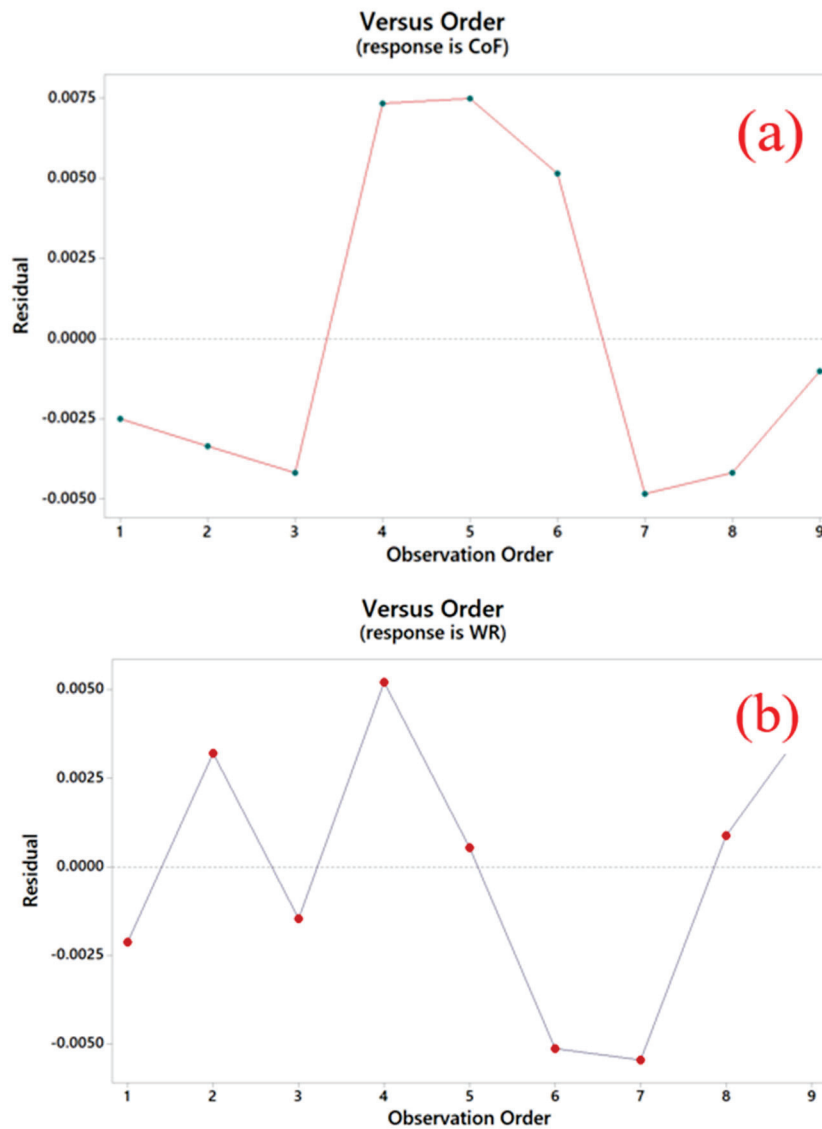 Versus Order
(response is CoF)
0.0075
(a)
0.0050
0.0025
Residual
0.0000
-0.0025
-0.0050
1 2 3 4 5 6 7 8 9
Observation Order
Versus Order
(response is WR)
0.0050
(b)
0.0025
Residual
0.0000
-0.0025
-0.0050
1 2 3 4 5 6 7 8 9
Observation Order